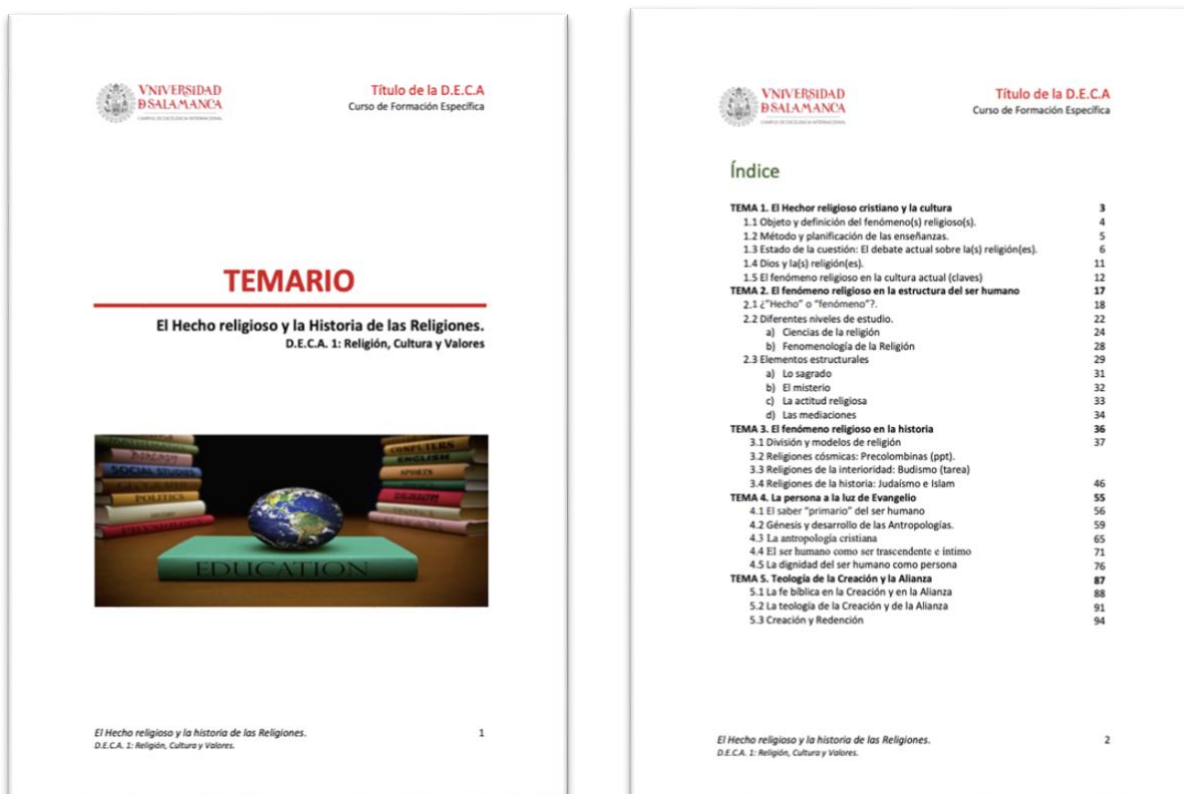 VNIVERSIDAD
D SALAMANCA
CAMPUS DE EXCELENCIA INTERNACIONAL
Título de la D.E.C.A
Curso de Formación Específica
TEMARIO
El Hecho religioso y la Historia de las Religiones.
D.E.C.A. 1: Religión, Cultura y Valores
SOCIAL STUDIES
POLITICS
ENGLISH
SPORTS
EDUCATION
El Hecho religioso y la historia de las Religiones. 1
D.E.C.A. 1: Religión, Cultura y Valores.
VNIVERSIDAD
D SALAMANCA
CAMPUS DE EXCELENCIA INTERNACIONAL
Título de la D.E.C.A
Curso de Formación Específica
Índice
TEMA 1. El Hechor religioso cristiano y la cultura 3
1.1 Objeto y definición del fenómeno(s) religioso(s). 4
1.2 Método y planificación de las enseñanzas. 5
1.3 Estado de la cuestión: El debate actual sobre la(s) religión(es). 6
1.4 Dios y la(s) religión(es). 11
1.5 El fenómeno religioso en la cultura actual (claves) 12
TEMA 2. El fenómeno religioso en la estructura del ser humano 17
2.1 ¿"Hecho" o "fenómeno"?. 18
2.2 Diferentes niveles de estudio. 22
a) Ciencias de la religión 24
b) Fenomenología de la Religión 28
2.3 Elementos estructurales 29
a) Lo sagrado 31
b) El misterio 32
c) La actitud religiosa 33
d) Las mediaciones 34
TEMA 3. El fenómeno religioso en la historia 36
3.1 División y modelos de religión 37
3.2 Religiones cósmicas: Precolombinas (ppt).
3.3 Religiones de la interioridad: Budismo (tarea)
3.4 Religiones de la historia: Judaísmo e Islam 46
TEMA 4. La persona a la luz de Evangelio 55
4.1 El saber "primario" del ser humano 56
4.2 Génesis y desarrollo de las Antropologías. 59
4.3 La antropología cristiana 65
4.4 El ser humano como ser trascendente e íntimo 71
4.5 La dignidad del ser humano como persona 76
TEMA 5. Teología de la Creación y la Alianza 87
5.1 La fe bíblica en la Creación y en la Alianza 88
5.2 La teología de la Creación y de la Alianza 91
5.3 Creación y Redención 94
El Hecho religioso y la historia de las Religiones. 2
D.E.C.A. 1: Religión, Cultura y Valores.